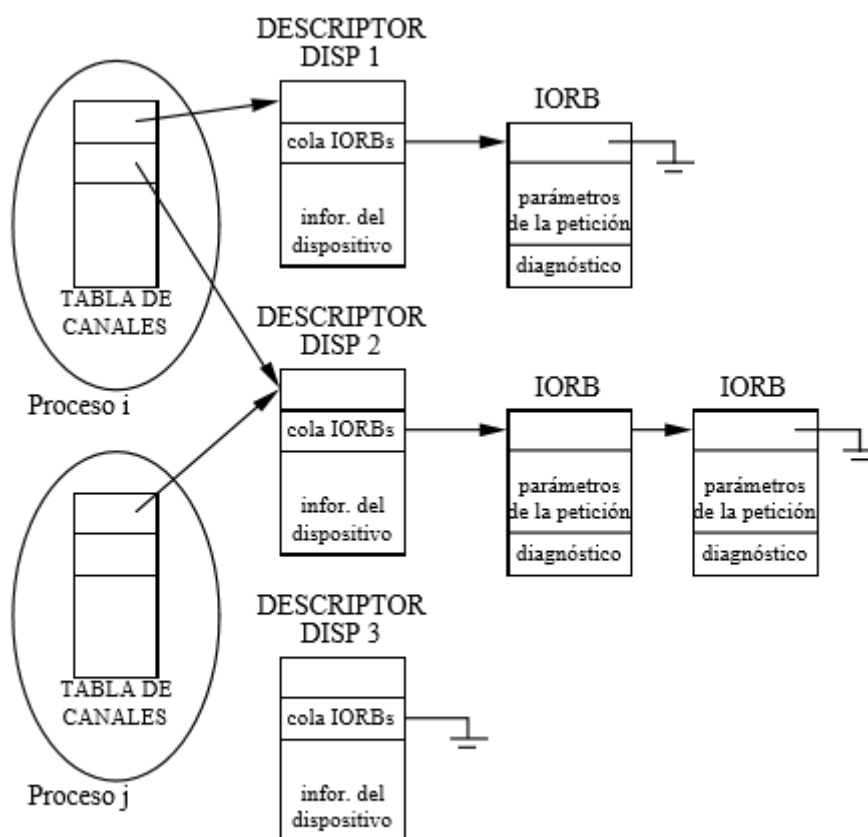 DESCRIPTOR
DISP 1
IORB
cola IORBs
infor. del
dispositivo
parámetros
de la petición
diagnóstico
TABLA DE
CANALES
Proceso i
DESCRIPTOR
DISP 2
IORB
IORB
cola IORBs
infor. del
dispositivo
parámetros
de la petición
diagnóstico
parámetros
de la petición
diagnóstico
TABLA DE
CANALES
Proceso j
DESCRIPTOR
DISP 3
cola IORBs
infor. del
dispositivo